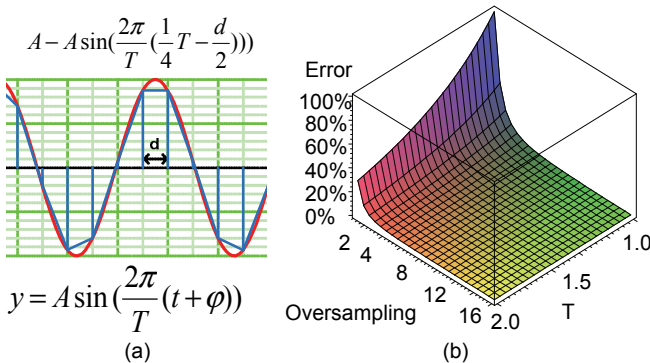 A − A sin(2π/T(1/4 T − d/2)))
d
y = A sin(2π/T(t + φ))
(a)
Error
100%
80%
60%
40%
20%
0%
2
4
8
12
16
Oversampling
2.0
1.5
1.0
T
(b)